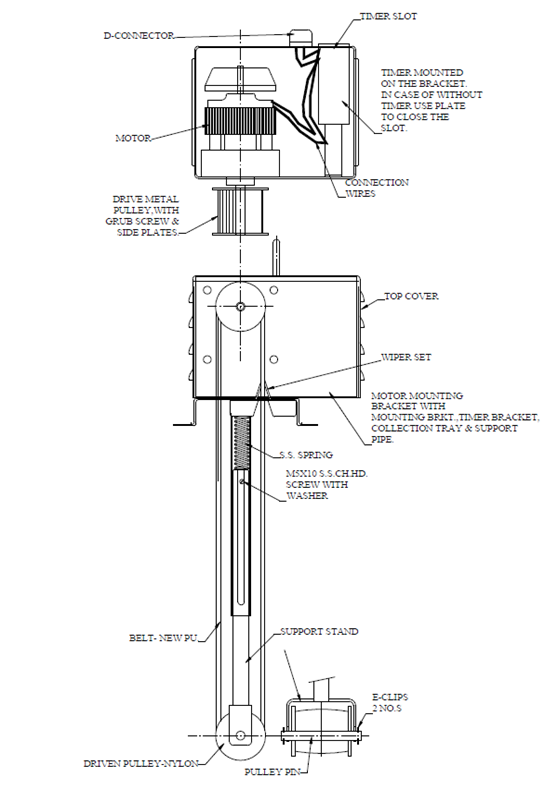 TIMER SLOT
D-CONNECTOR
TIMER MOUNTED
ON THE BRACKET.
IN CASE OF WITHOUT
TIMER USE PLATE
TO CLOSE THE
SLOT.
MOTOR
CONNECTION
WIRES
DRIVE METAL
PULLEY,WITH
GRUB SCREW &
SIDE PLATES
TOP COVER
WIPER SET
MOTOR MOUNTING
BRACKET WITH
MOUNTING BRKT.,TIMER BRACKET,
COLLECTION TRAY & SUPPORT
PIPE.
S.S. SPRING
M5X10 S.S.CH.HD.
SCREW WITH
WASHER
BELT- NEW PU
SUPPORT STAND
E-CLIPS
2 NO.S
DRIVEN PULLEY-NYLON
PULLEY PIN